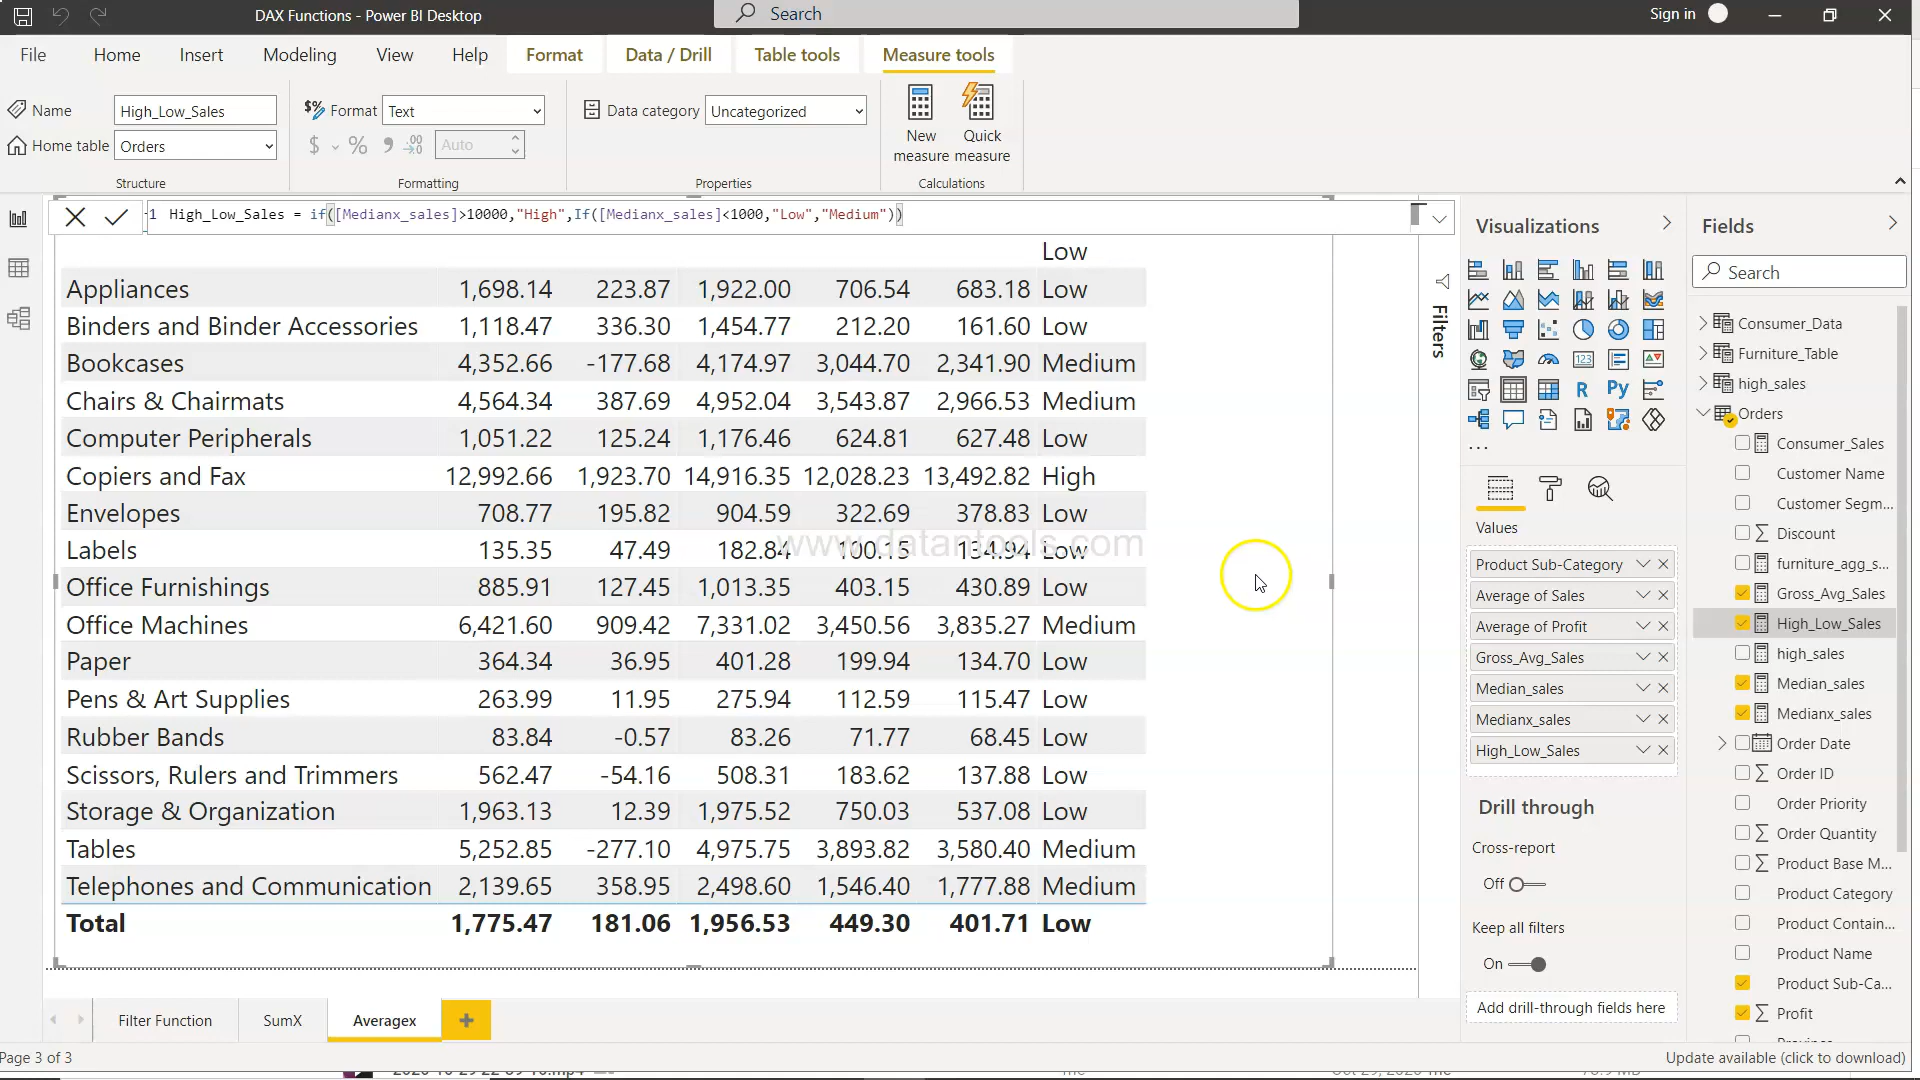 DAX Functions - Power BI Desktop
Search
Sign in
File Home Insert Modeling View Help Format Data / Drill Table tools Measure tools
Name High_Low_Sales
Home table Orders
Structure
$% Format Text
$ % Auto
Formatting
Data category Uncategorized
Properties
New measure
Quick measure
Calculations
1 High_Low_Sales = if([Medianx_sales]>10000,"High",If([Medianx_sales]<1000,"Low","Medium"))
Low
Appliances 1,698.14 223.87 1,922.00 706.54 683.18 Low
Binders and Binder Accessories 1,118.47 336.30 1,454.77 212.20 161.60 Low
Bookcases 4,352.66 -177.68 4,174.97 3,044.70 2,341.90 Medium
Chairs & Chairmats 4,564.34 387.69 4,952.04 3,543.87 2,966.53 Medium
Computer Peripherals 1,051.22 125.24 1,176.46 624.81 627.48 Low
Copiers and Fax 12,992.66 1,923.70 14,916.35 12,028.23 13,492.82 High
Envelopes 708.77 195.82 904.59 322.69 378.83 Low
Labels 135.35 47.49 182.84 100.15 134.94 Low
www.datantools.com
Office Furnishings 885.91 127.45 1,013.35 403.15 430.89 Low
Office Machines 6,421.60 909.42 7,331.02 3,450.56 3,835.27 Medium
Paper 364.34 36.95 401.28 199.94 134.70 Low
Pens & Art Supplies 263.99 11.95 275.94 112.59 115.47 Low
Rubber Bands 83.84 -0.57 83.26 71.77 68.45 Low
Scissors, Rulers and Trimmers 562.47 -54.16 508.31 183.62 137.88 Low
Storage & Organization 1,963.13 12.39 1,975.52 750.03 537.08 Low
Tables 5,252.85 -277.10 4,975.75 3,893.82 3,580.40 Medium
Telephones and Communication 2,139.65 358.95 2,498.60 1,546.40 1,777.88 Medium
Total 1,775.47 181.06 1,956.53 449.30 401.71 Low
Filters
Visualizations
R Py
...
Values
Product Sub-Category
Average of Sales
Average of Profit
Gross_Avg_Sales
Median_sales
Medianx_sales
High_Low_Sales
Drill through
Cross-report
Off
Keep all filters
On
Add drill-through fields here
Fields
Search
Consumer_Data
Furniture_Table
high_sales
Orders
Consumer_Sales
Customer Name
Customer Segm...
Discount
furniture_agg_s...
Gross_Avg_Sales
High_Low_Sales
high_sales
Median_sales
Medianx_sales
Order Date
Order ID
Order Priority
Order Quantity
Product Base M...
Product Category
Product Contain...
Product Name
Product Sub-Ca...
Profit
Filter Function SumX Averagex
Page 3 of 3
Update available (click to download)